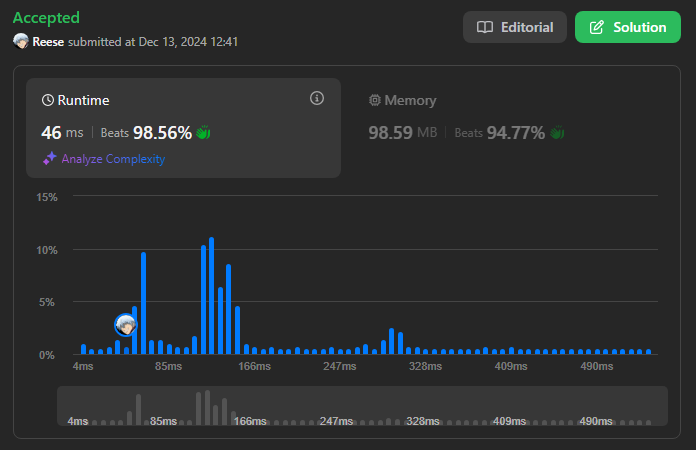 Accepted
Reese submitted at Dec 13, 2024 12:41
Editorial
Solution
Runtime
46 ms Beats 98.56%
Analyze Complexity
Memory
98.59 MB Beats 94.77%
15%
10%
5%
0%
4ms 85ms 166ms 247ms 328ms 409ms 490ms
4ms 85ms 166ms 247ms 328ms 409ms 490ms